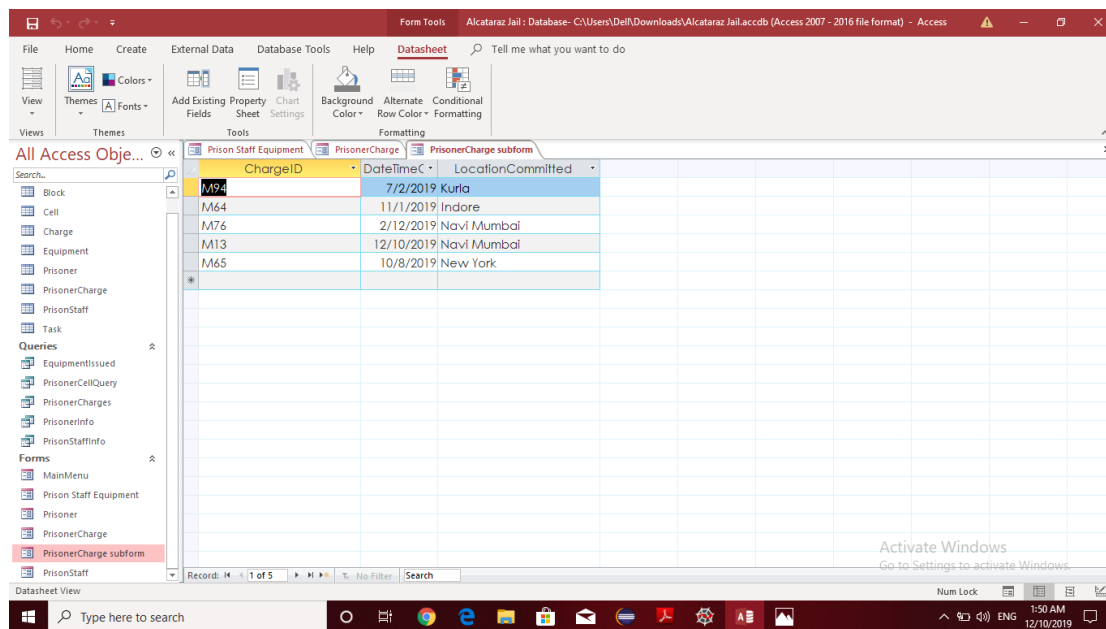 Form Tools Alcataraz Jail : Database- C:\Users\Dell\Downloads\Alcataraz Jail.accdb (Access 2007 - 2016 file format) - Access
File Home Create External Data Database Tools Help Datasheet Tell me what you want to do
View
Themes
Aa
Colors
A Fonts
Add Existing Fields
Property Sheet
Chart Settings
Background Color
Alternate Row Color
Conditional Formatting
Views Themes Tools Formatting
All Access Obje...
Search...
Block
Cell
Charge
Equipment
Prisoner
PrisonerCharge
PrisonStaff
Task
Queries
EquipmentIssued
PrisonerCellQuery
PrisonerCharges
PrisonerInfo
PrisonStaffInfo
Forms
MainMenu
Prison Staff Equipment
Prisoner
PrisonerCharge
PrisonerCharge subform
PrisonStaff
Prison Staff Equipment PrisonerCharge PrisonerCharge subform
ChargeID DateTimeC LocationCommitted
M94 7/2/2019 Kurla
M64 11/1/2019 Indore
M76 2/12/2019 Navi Mumbai
M13 12/10/2019 Navi Mumbai
M65 10/8/2019 New York
Activate Windows
Go to Settings to activate Windows.
Record: 1 of 5 No Filter Search
Datasheet View Num Lock
Type here to search
ENG
1:50 AM
12/10/2019